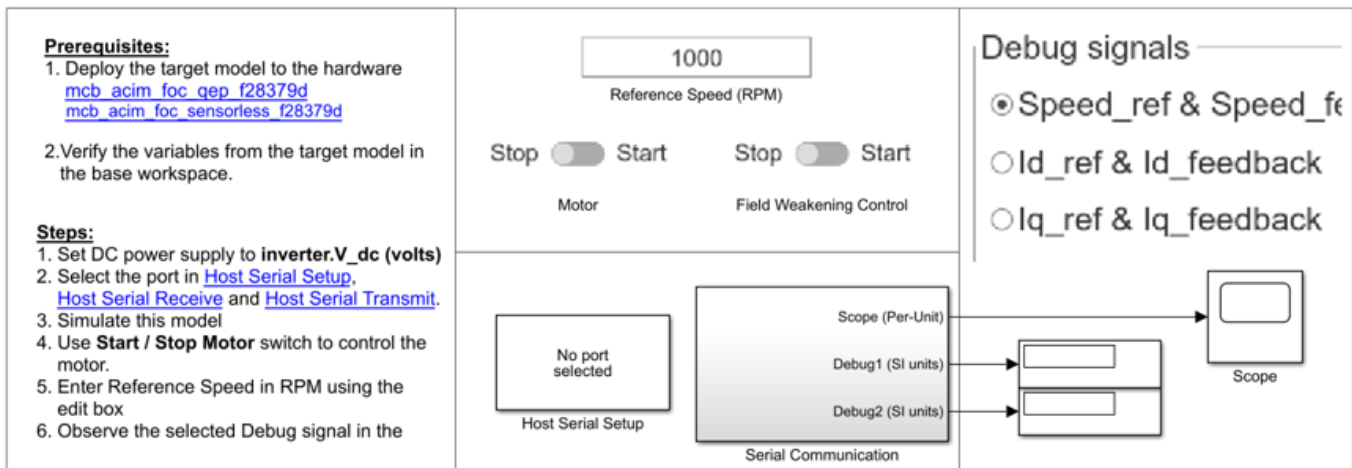 Prerequisites:
1. Deploy the target model to the hardware
mcb_acim_foc_qep_f28379d
mcb_acim_foc_sensorless_f28379d
2.Verify the variables from the target model in
the base workspace.
Steps:
1. Set DC power supply to inverter.V_dc (volts)
2. Select the port in Host Serial Setup,
Host Serial Receive and Host Serial Transmit.
3. Simulate this model
4. Use Start / Stop Motor switch to control the
motor.
5. Enter Reference Speed in RPM using the
edit box
6. Observe the selected Debug signal in the
1000
Reference Speed (RPM)
Stop Start
Motor
Stop Start
Field Weakening Control
Debug signals
Speed_ref & Speed_fe
Id_ref & Id_feedback
Iq_ref & Iq_feedback
No port
selected
Host Serial Setup
Scope (Per-Unit)
Debug1 (SI units)
Debug2 (SI units)
Serial Communication
Scope